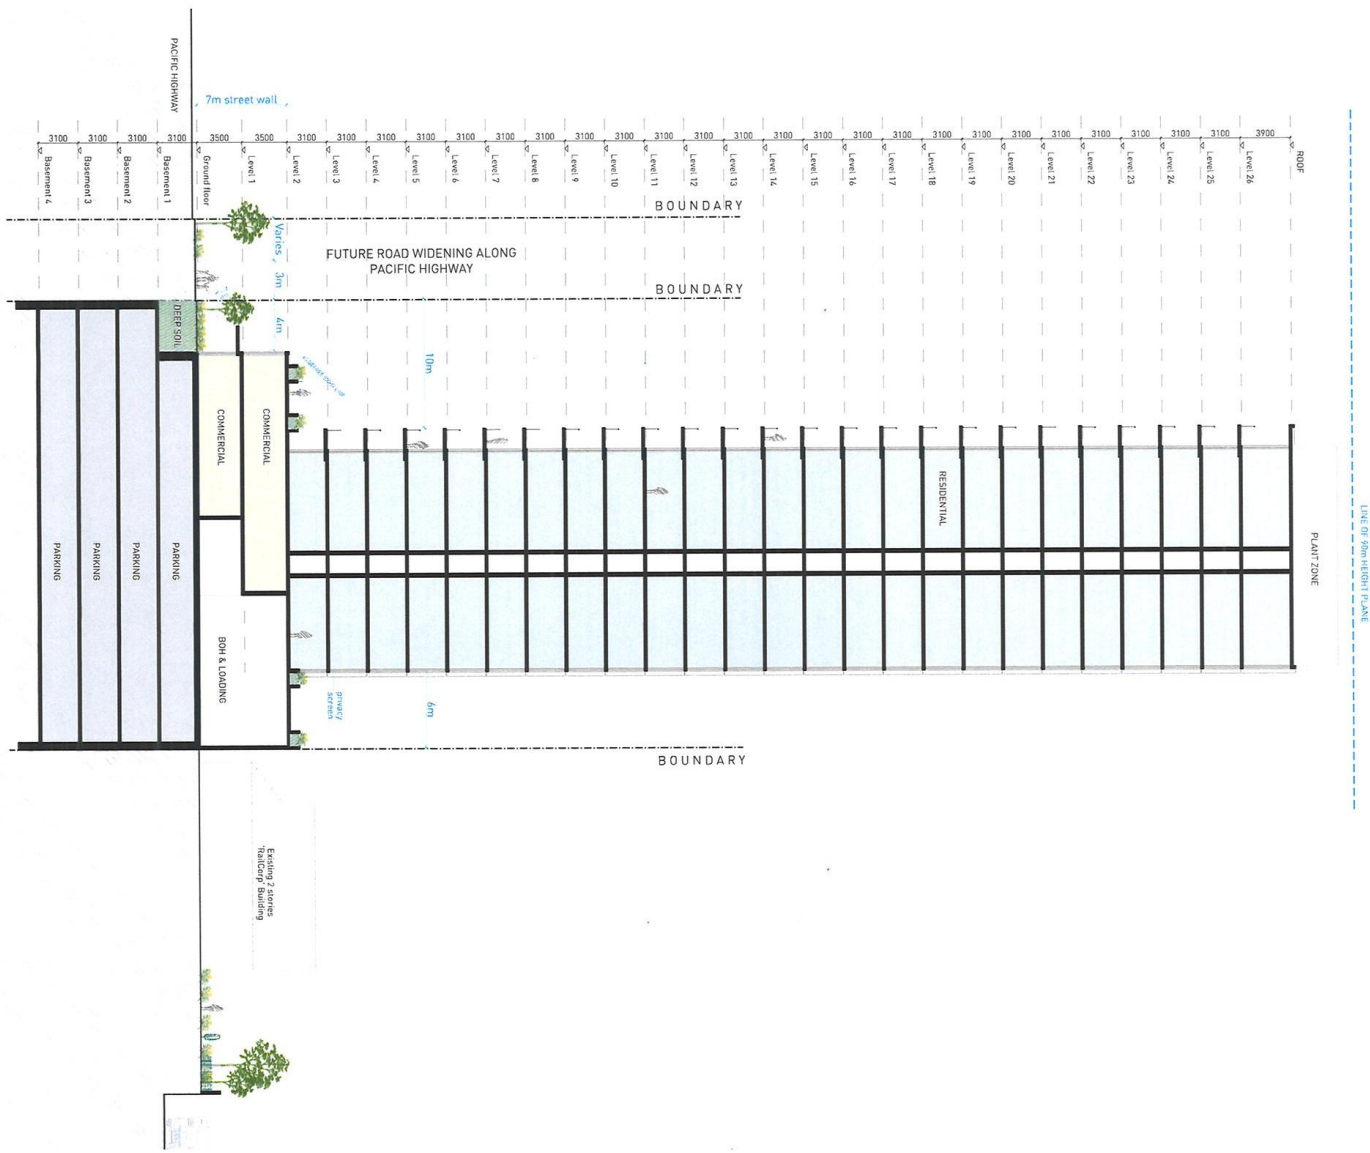 LINE OF 90m HEIGHT PLANE
PLANT ZONE
ROOF
3900
Level 26
3100
Level 25
3100
Level 24
3100
Level 23
3100
Level 22
3100
Level 21
3100
Level 20
3100
Level 19
3100
Level 18
3100
Level 17
3100
Level 16
3100
Level 15
3100
Level 14
3100
Level 13
3100
Level 12
3100
Level 11
3100
Level 10
3100
Level 9
3100
Level 8
3100
Level 7
3100
Level 6
3100
Level 5
3100
Level 4
3100
Level 3
3100
Level 2
3500
Level 1
3500
Ground floor
3100
Basement 1
3100
Basement 2
3100
Basement 3
3100
Basement 4
7m street wall
PACIFIC HIGHWAY
BOUNDARY
FUTURE ROAD WIDENING ALONG
PACIFIC HIGHWAY
BOUNDARY
Varies
3m
4m
10m
RESIDENTIAL
6m
privacy
screen
BOUNDARY
DEEP SOIL
COMMERCIAL
COMMERCIAL
BOH & LOADING
PARKING
PARKING
PARKING
PARKING
Existing 2 stories
'RailCorp' Building